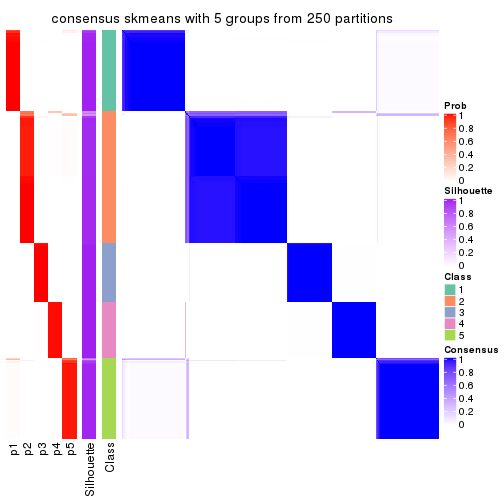 consensus skmeans with 5 groups from 250 partitions
Prob
1
0.8
0.6
0.4
0.2
0
Silhouette
1
0.8
0.6
0.4
0.2
0
Class
1
2
3
4
5
Consensus
1
0.8
0.6
0.4
0.2
0
p1
p2
p3
p4
p5
Silhouette
Class